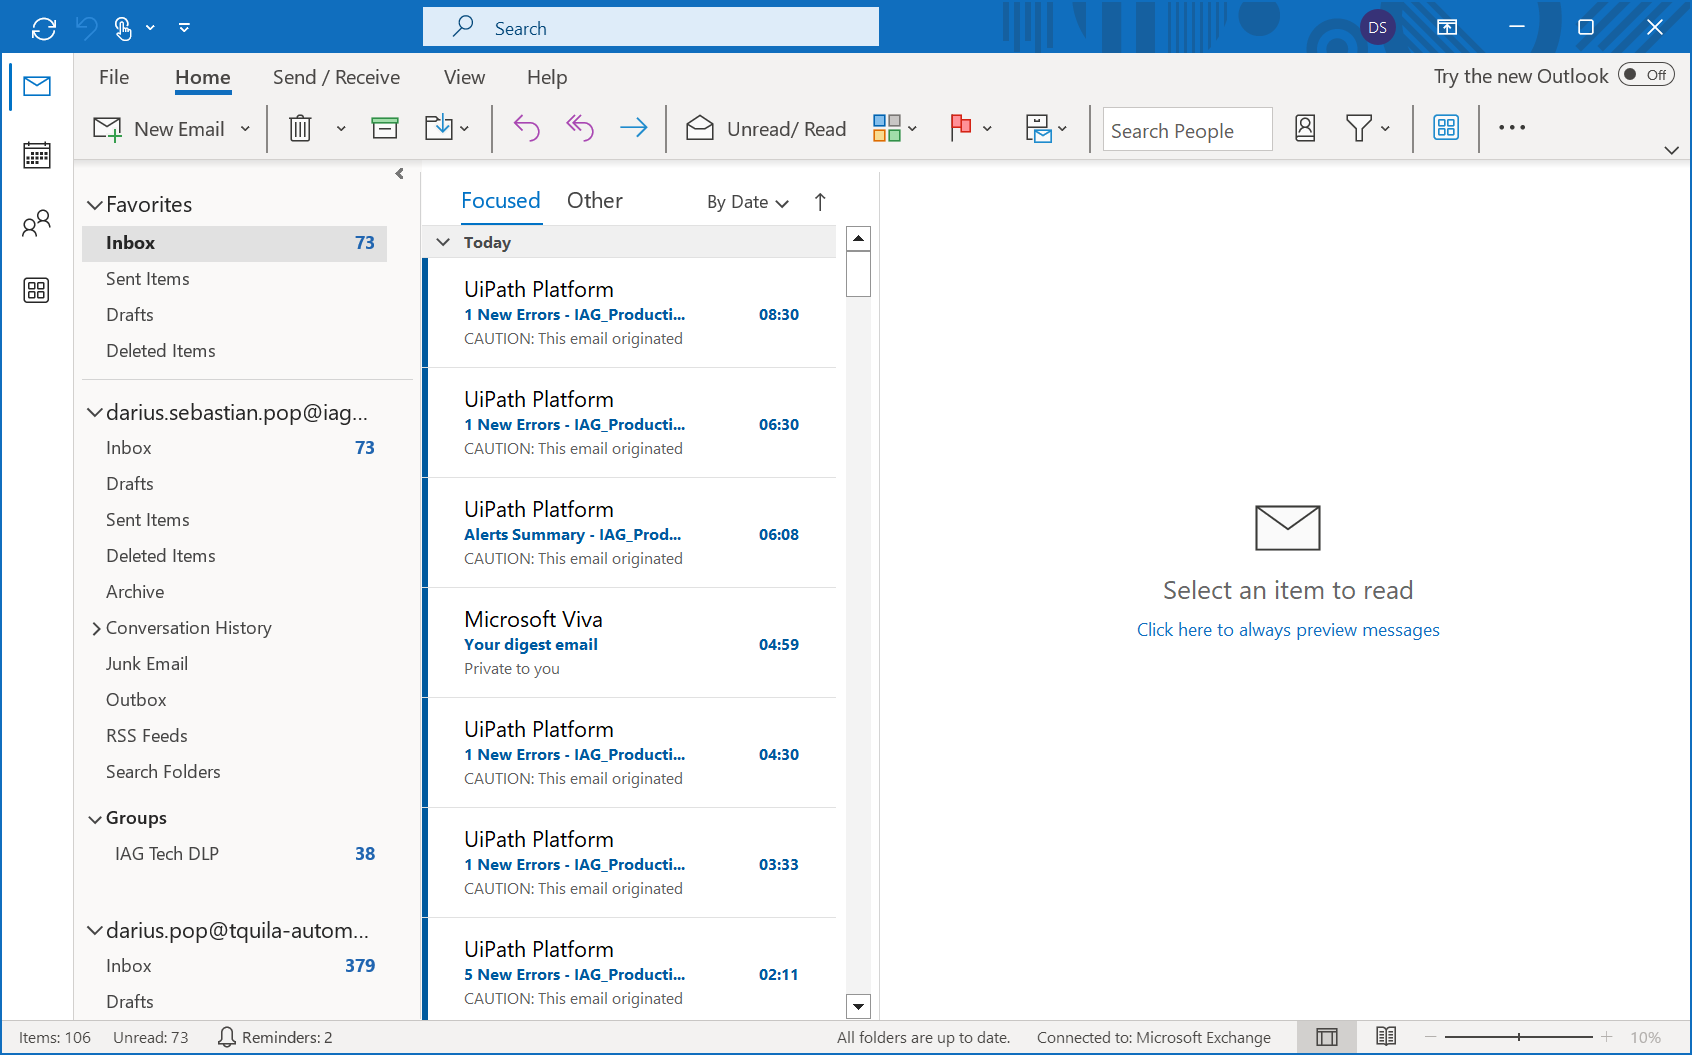 Search
DS
File
Home
Send / Receive
View
Help
Try the new Outlook
Off
New Email
Unread/ Read
Search People
Favorites
Inbox 73
Sent Items
Drafts
Deleted Items
darius.sebastian.pop@iag...
Inbox 73
Drafts
Sent Items
Deleted Items
Archive
Conversation History
Junk Email
Outbox
RSS Feeds
Search Folders
Groups
IAG Tech DLP 38
darius.pop@tquila-autom...
Inbox 379
Drafts
Focused
Other
By Date
Today
UiPath Platform
1 New Errors - IAG_Producti... 08:30
CAUTION: This email originated
UiPath Platform
1 New Errors - IAG_Producti... 06:30
CAUTION: This email originated
UiPath Platform
Alerts Summary - IAG_Prod... 06:08
CAUTION: This email originated
Microsoft Viva
Your digest email 04:59
Private to you
UiPath Platform
1 New Errors - IAG_Producti... 04:30
CAUTION: This email originated
UiPath Platform
1 New Errors - IAG_Producti... 03:33
CAUTION: This email originated
UiPath Platform
5 New Errors - IAG_Producti... 02:11
CAUTION: This email originated
Select an item to read
Click here to always preview messages
Items: 106
Unread: 73
Reminders: 2
All folders are up to date.
Connected to: Microsoft Exchange
10%